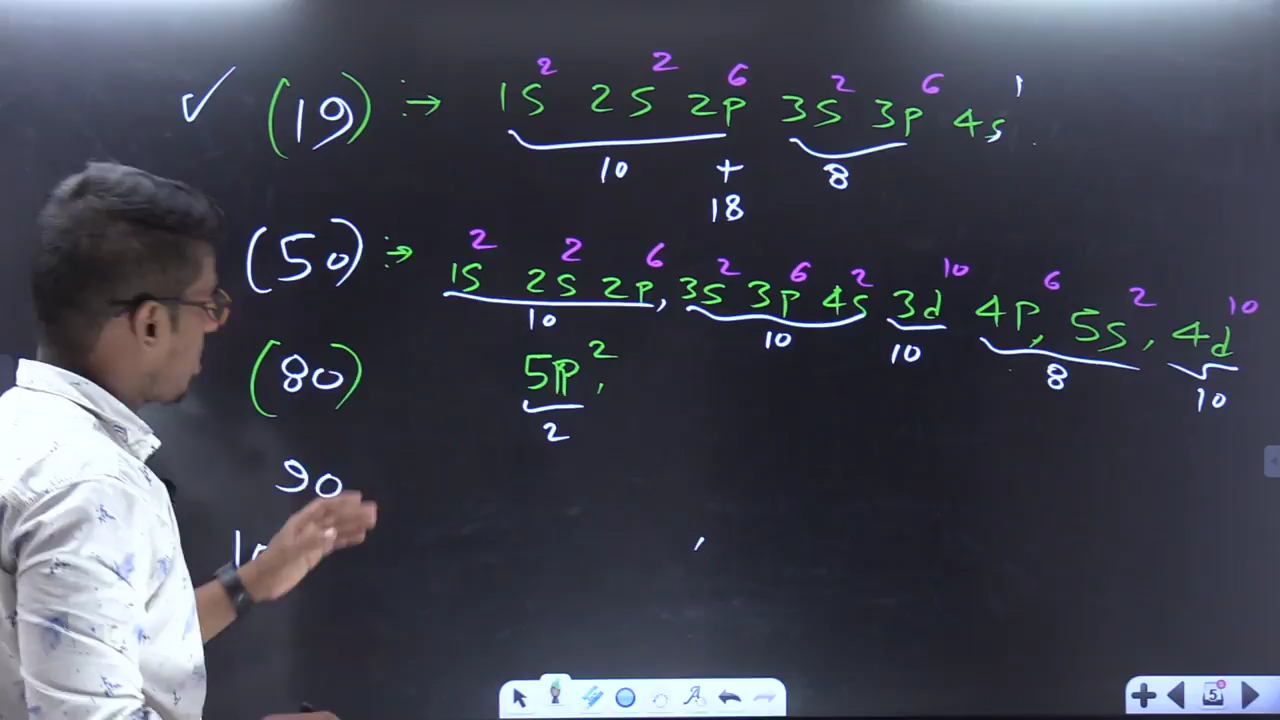 ✓ (19) ⇒ 1S² 2S² 2p⁶ 3S² 3p⁶ 4s¹
10 + 8
18
(50) ⇒ 1S² 2S² 2p⁶, 3S² 3p⁶ 4s² 3d¹⁰ 4p⁶, 5s², 4d¹⁰
10 10 10 8 10
(80) 5p²,
2
90
5